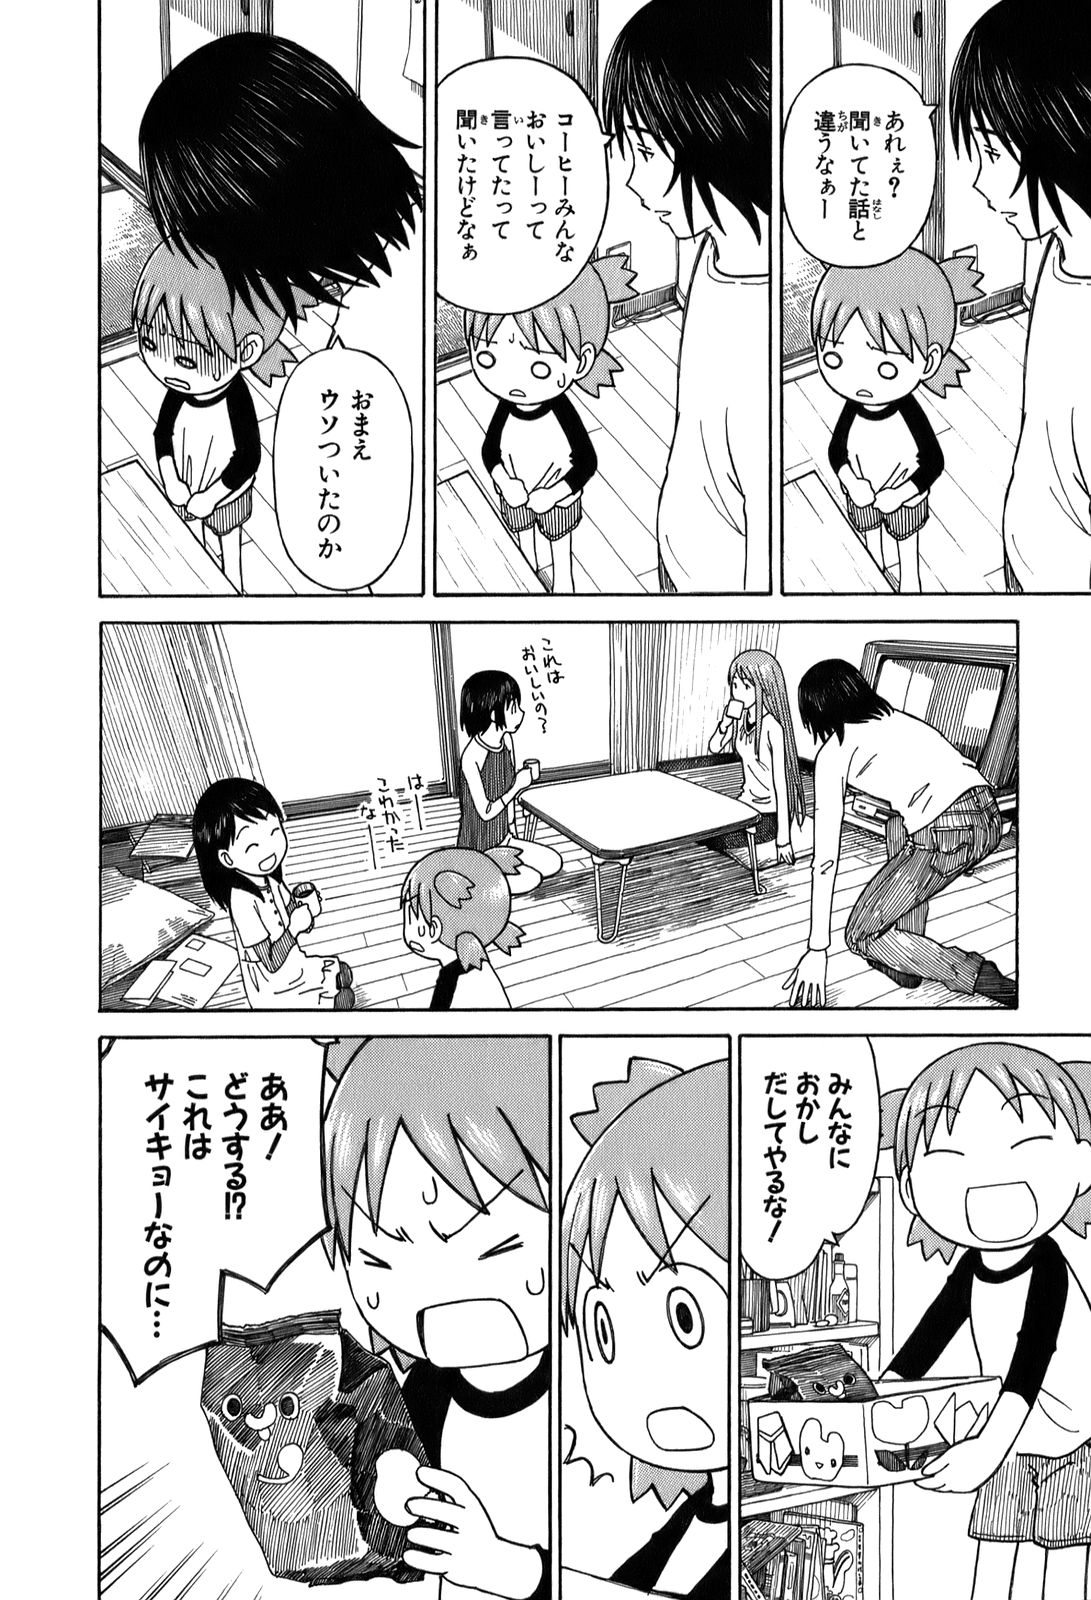 あれぇ?
聞いてた話と
違うなぁー
コーヒーみんな
おいしーって
言ってたって
聞いたけどなぁ
おまえ
ウソついたのか
これは
おいしいの?
はー
こわかった
なー
みんなに
おかし
だしてやるな!
ああ!
どうする!?
これは
サイキョーなのに…